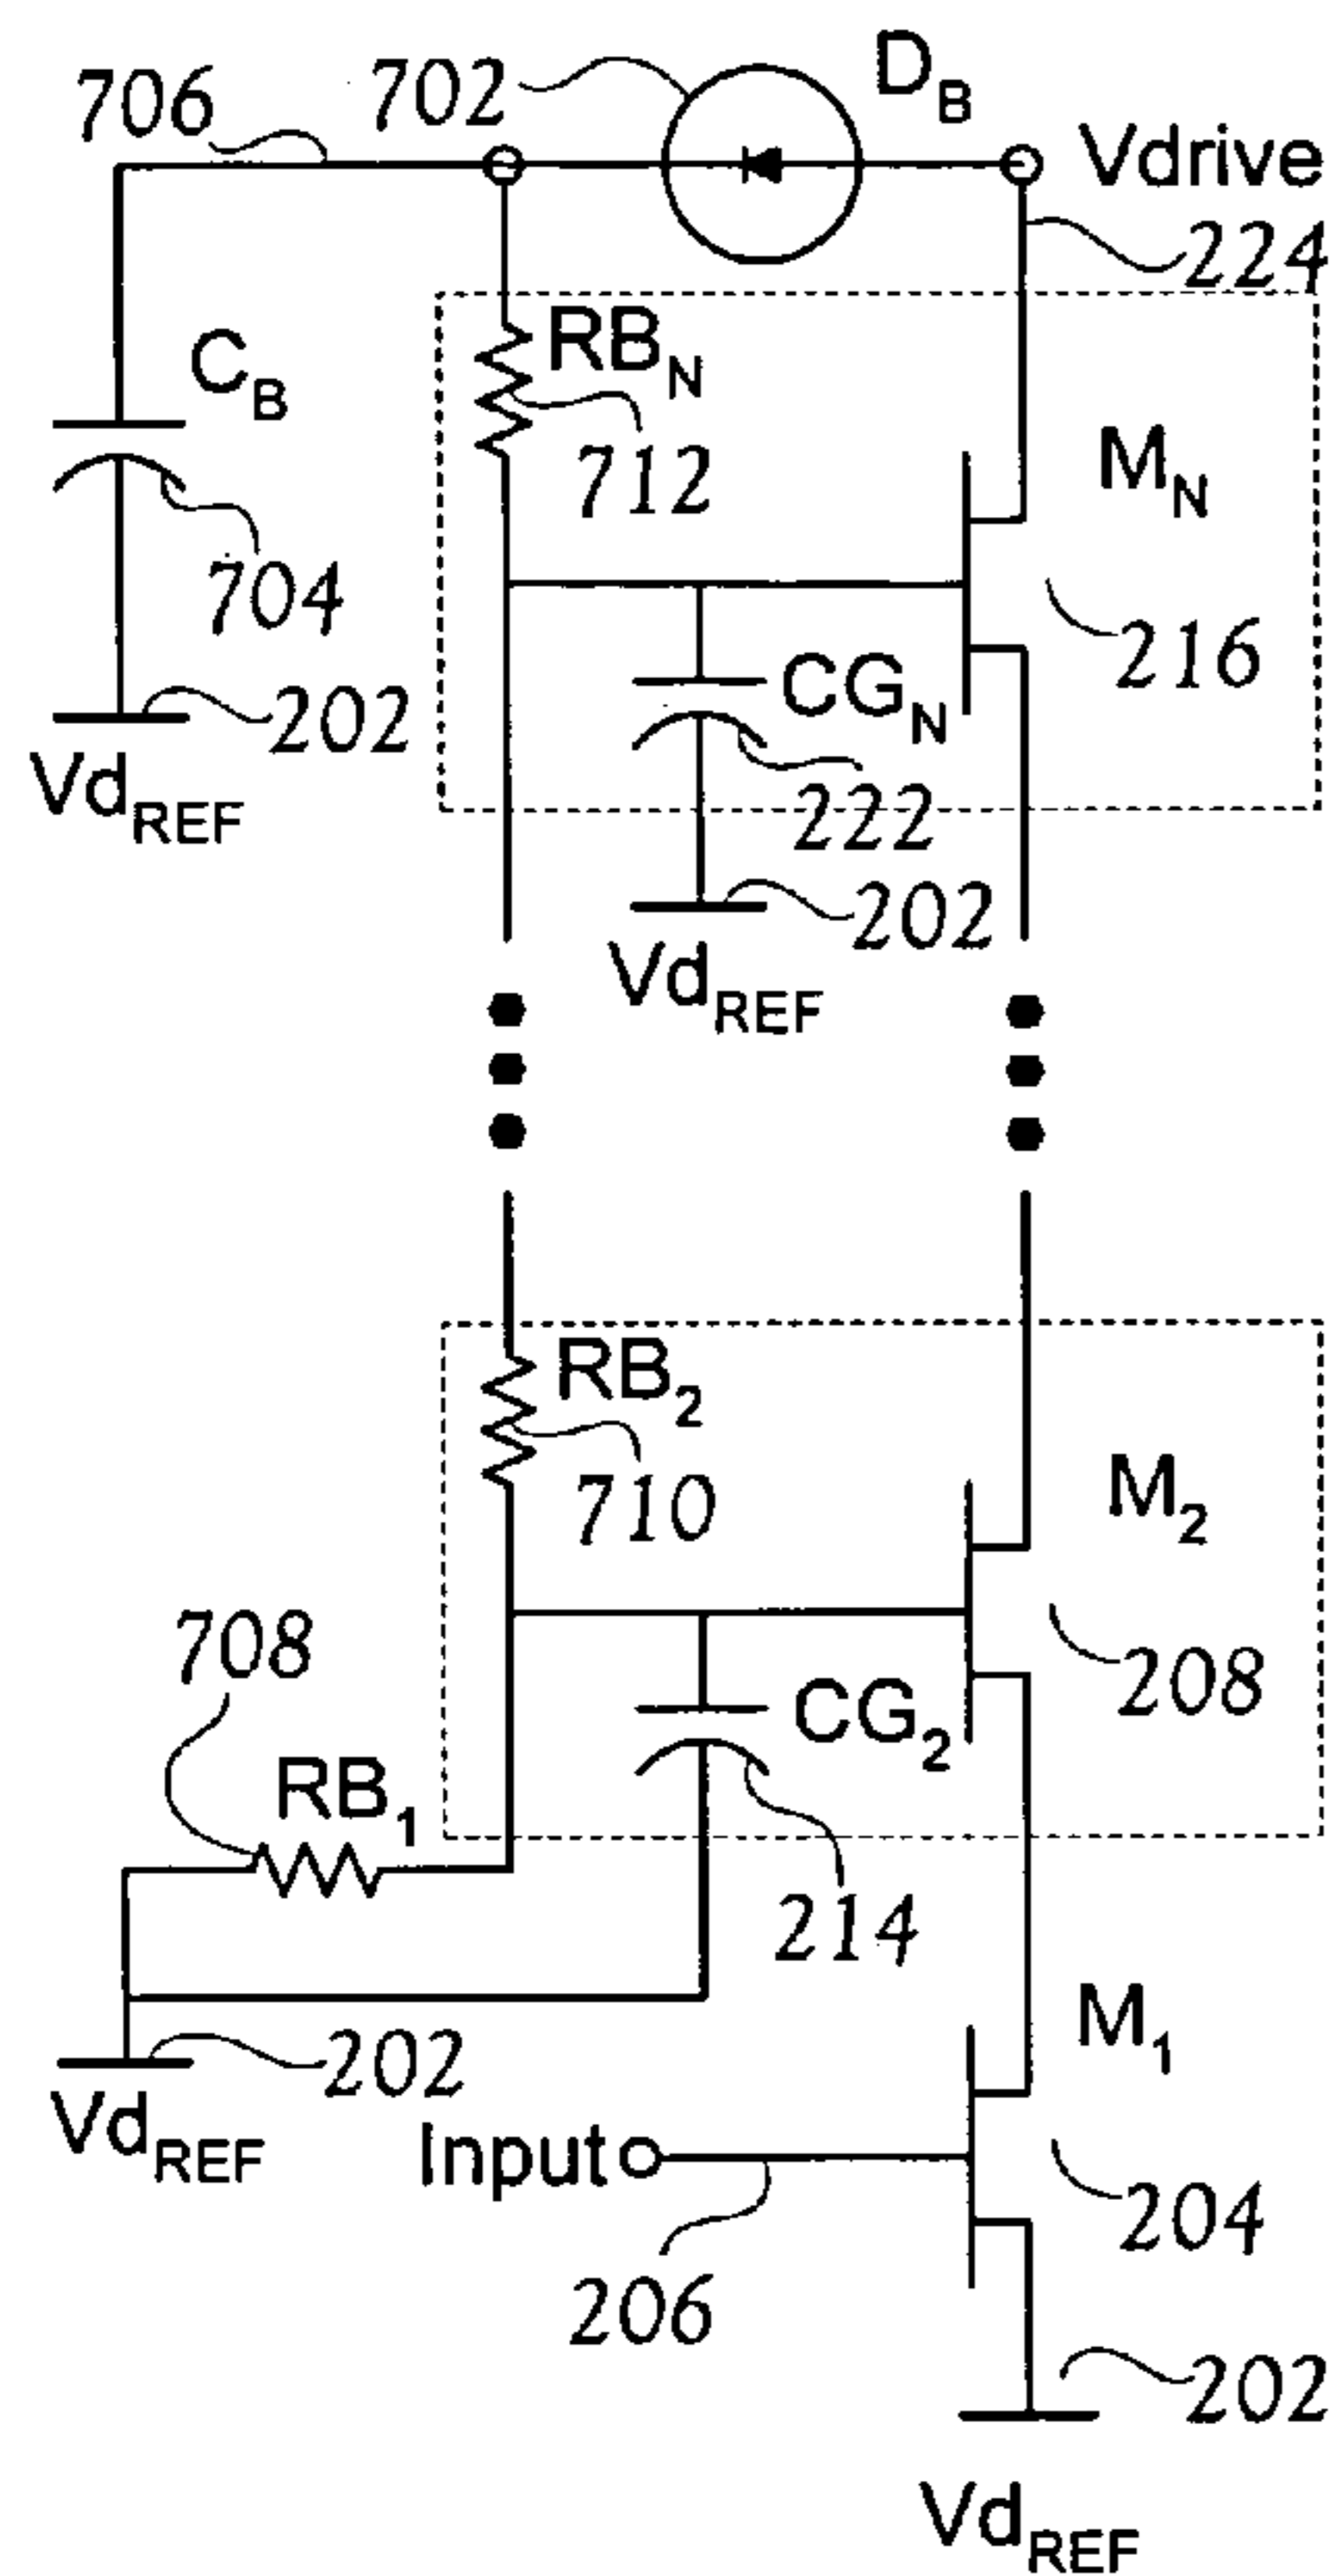 706
702
D_B
Vdrive
224
C_B
RB_N
712
M_N
704
216
CG_N
202
Vd_REF
222
202
Vd_REF
RB_2
710
M_2
708
208
CG_2
RB_1
214
M_1
202
Vd_REF
Input
204
206
202
Vd_REF